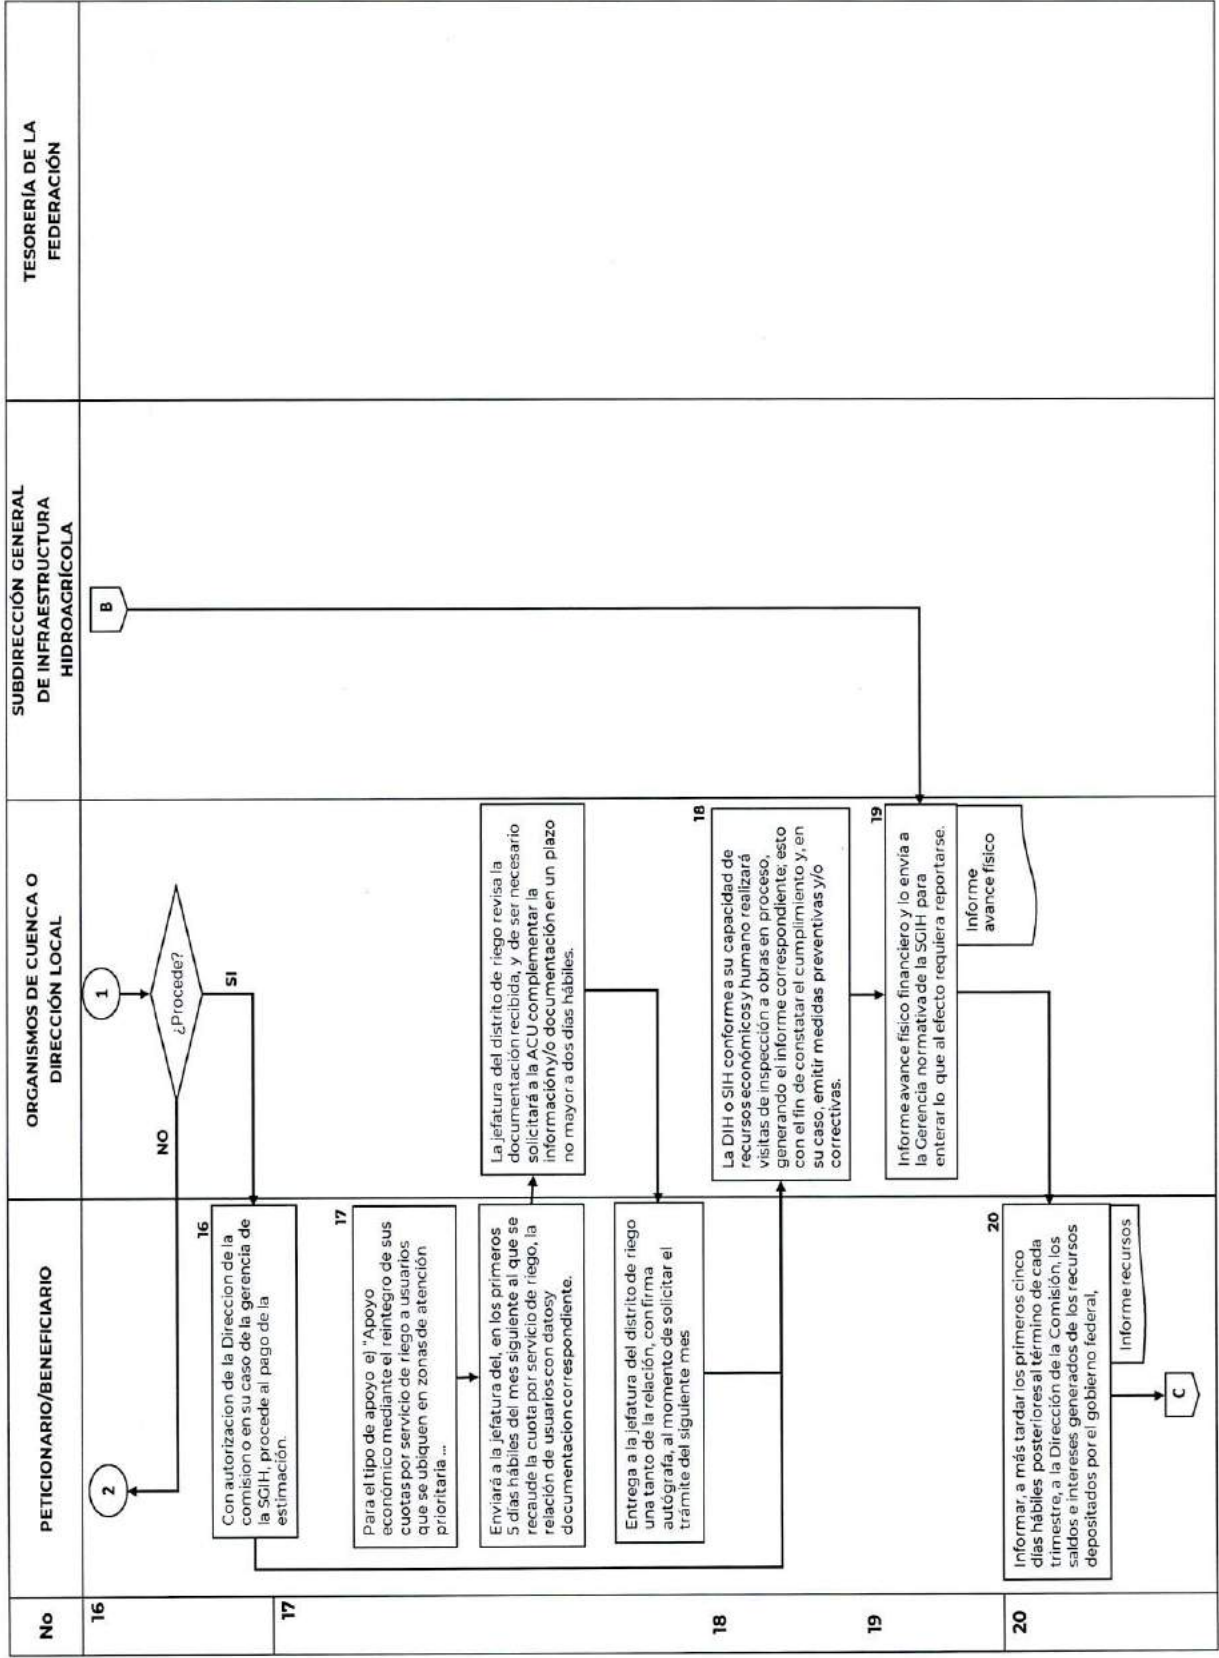 No
PETICIONARIO/BENEFICIARIO
ORGANISMOS DE CUENCA O
DIRECCIÓN LOCAL
SUBDIRECCIÓN GENERAL
DE INFRAESTRUCTURA
HIDROAGRÍCOLA
TESORERÍA DE LA
FEDERACIÓN
16
2
1
B
¿Procede?
NO
SI
16
Con autorizacion de la Direccion de la
comision o en su caso de la gerencia de
la SGIH, procede al pago de la
estimación.
17
17
Para el tipo de apoyo e) "Apoyo
económico mediante el reintegro de sus
cuotas por servicio de riego a usuarios
que se ubiquen en zonas de atención
prioritaria ...
Enviará a la jefatura del, en los primeros
5 días hábiles del mes siguiente al que se
recaude la cuota por servicio de riego, la
relación de usuarios con datos y
documentacion correspondiente.
La jefatura del distrito de riego revisa la
documentación recibida, y de ser necesario
solicitará a la ACU complementar la
información y/o documentación en un plazo
no mayor a dos días hábiles.
Entrega a la jefatura del distrito de riego
una tanto de la relación, confirma
autógrafa, al momento de solicitar el
trámite del siguiente mes
18
18
La DIH o SIH conforme a su capacidad de
recursos económicos y humano realizará
visitas de inspección a obras en proceso,
generando el informe correspondiente; esto
con el fin de constatar el cumplimiento y, en
su caso, emitir medidas preventivas y/o
correctivas.
19
19
Informe avance físico financiero y lo envía a
la Gerencia normativa de la SGIH para
enterar lo que al efecto requiera reportarse.
Informe
avance físico
20
20
Informar, a más tardar los primeros cinco
días hábiles posteriores al término de cada
trimestre, a la Dirección de la Comisión, los
saldos e intereses generados de los recursos
depositados por el gobierno federal,
Informe recursos
C